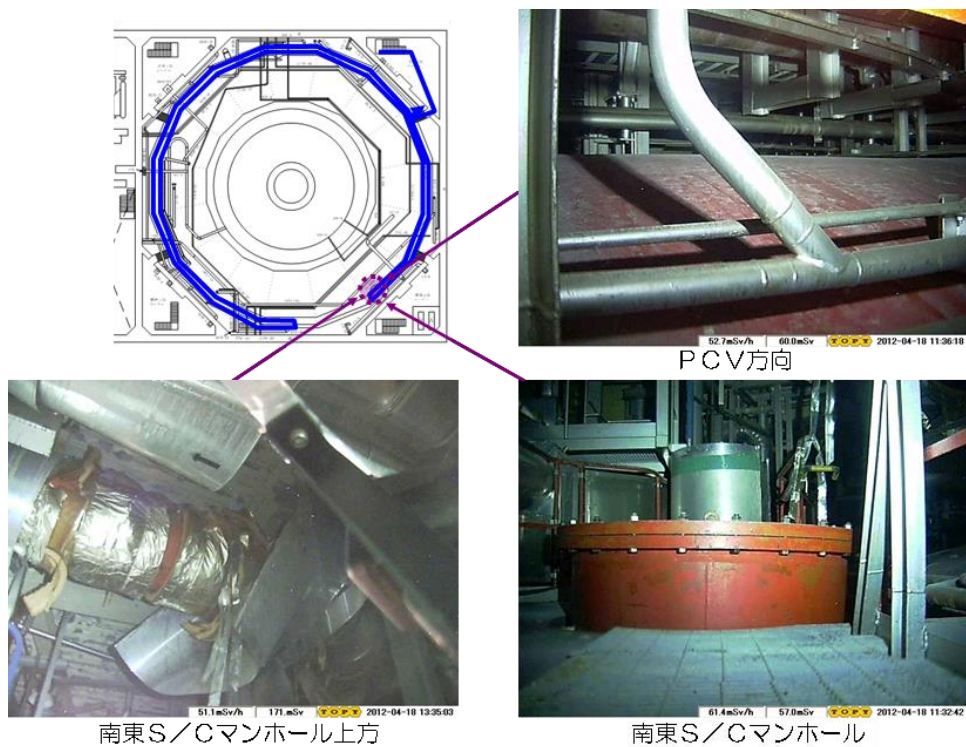 52.7mSv/h 60.0mSv TOPY 2012-04-18 11:36:18
PCV方向
51.1mSv/h 171.mSv TOPY 2012-04-18 13:35:03
南東S/Cマンホール上方
61.4mSv/h 57.0mSv TOPY 2012-04-18 11:32:42
南東S/Cマンホール